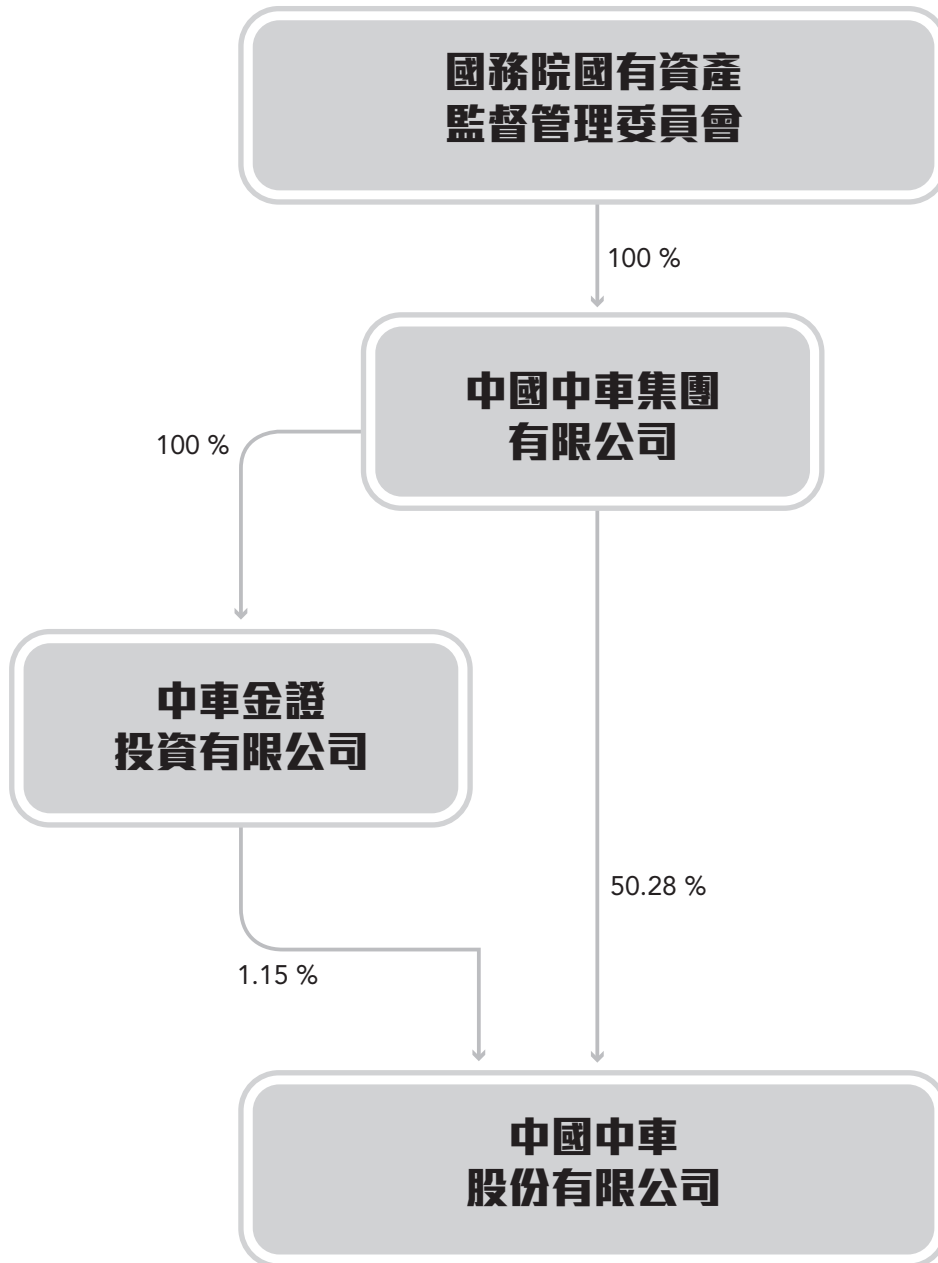 國務院國有資產
監督管理委員會
100 %
中國中車集團
有限公司
100 %
中車金證
投資有限公司
50.28 %
1.15 %
中國中車
股份有限公司